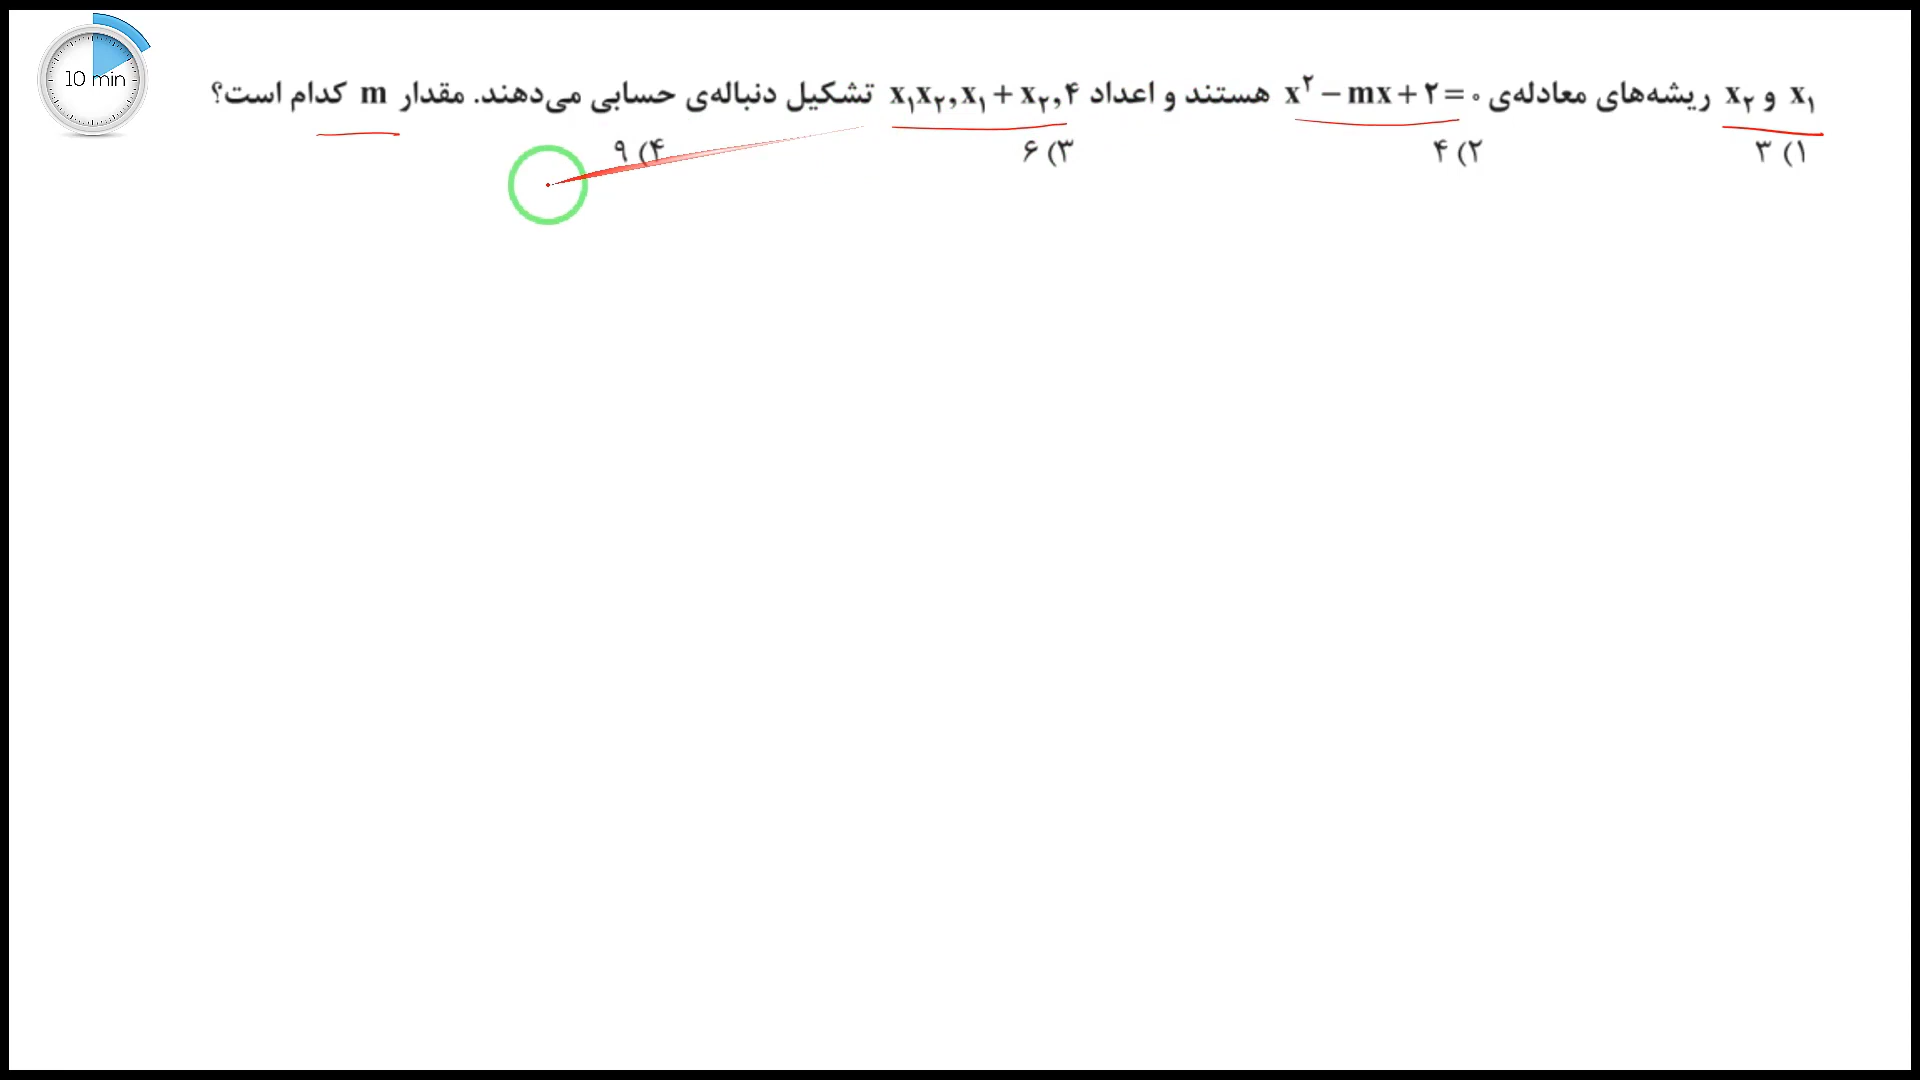 10 min
x₁ و x₂ ریشه‌های معادله‌ی x² − mx + ۲ = ۰ هستند و اعداد x₁x₂, x₁ + x₂, ۴ تشکیل دنباله‌ی حسابی می‌دهند. مقدار m کدام است؟
۱) ۳ ۲) ۴ ۳) ۶ ۴) ۹